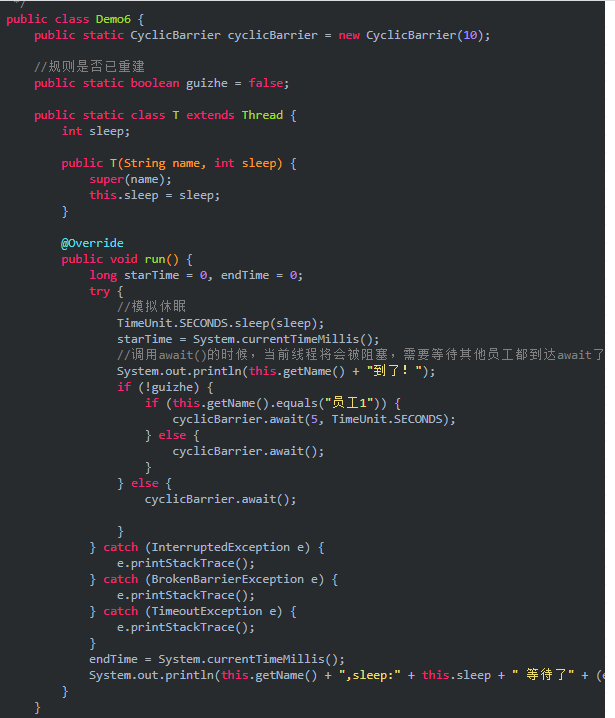 */
public class Demo6 {
    public static CyclicBarrier cyclicBarrier = new CyclicBarrier(10);

    //规则是否已重建
    public static boolean guizhe = false;

    public static class T extends Thread {
        int sleep;

        public T(String name, int sleep) {
            super(name);
            this.sleep = sleep;
        }

        @Override
        public void run() {
            long starTime = 0, endTime = 0;
            try {
                //模拟休眠
                TimeUnit.SECONDS.sleep(sleep);
                starTime = System.currentTimeMillis();
                //调用await()的时候，当前线程将会被阻塞，需要等待其他员工都到达await了
                System.out.println(this.getName() + "到了！");
                if (!guizhe) {
                    if (this.getName().equals("员工1")) {
                        cyclicBarrier.await(5, TimeUnit.SECONDS);
                    } else {
                        cyclicBarrier.await();
                    }
                } else {
                    cyclicBarrier.await();

                }
            } catch (InterruptedException e) {
                e.printStackTrace();
            } catch (BrokenBarrierException e) {
                e.printStackTrace();
            } catch (TimeoutException e) {
                e.printStackTrace();
            }
            endTime = System.currentTimeMillis();
            System.out.println(this.getName() + ",sleep:" + this.sleep + " 等待了" + (e
        }
    }